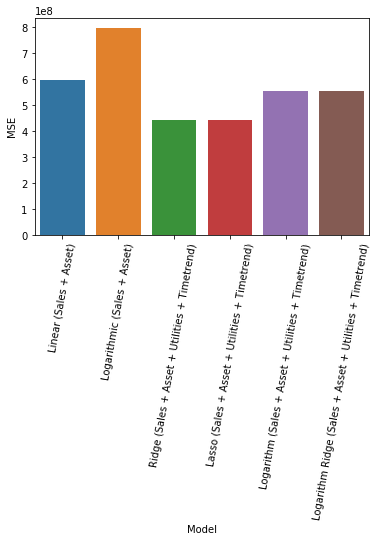 1e8
8
7
6
5
4
3
2
1
0
MSE
Linear (Sales + Asset)
Logarithmic (Sales + Asset)
Ridge (Sales + Asset + Utilities + Timetrend)
Lasso (Sales + Asset + Utilities + Timetrend)
Logarithm (Sales + Asset + Utilities + Timetrend)
Logarithm Ridge (Sales + Asset + Utilities + Timetrend)
Model